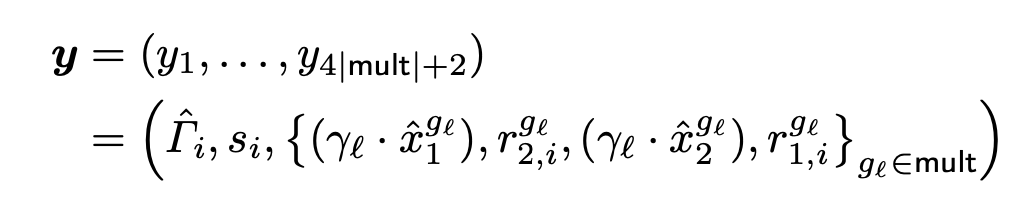 𝒚 = (y₁, . . . , y_{4|mult|+2})
= ( Γ̂_i, s_i, { (γ_ℓ · x̂_1^{g_ℓ}), r_{2,i}^{g_ℓ}, (γ_ℓ · x̂_2^{g_ℓ}), r_{1,i}^{g_ℓ} }_{g_ℓ∈mult} )